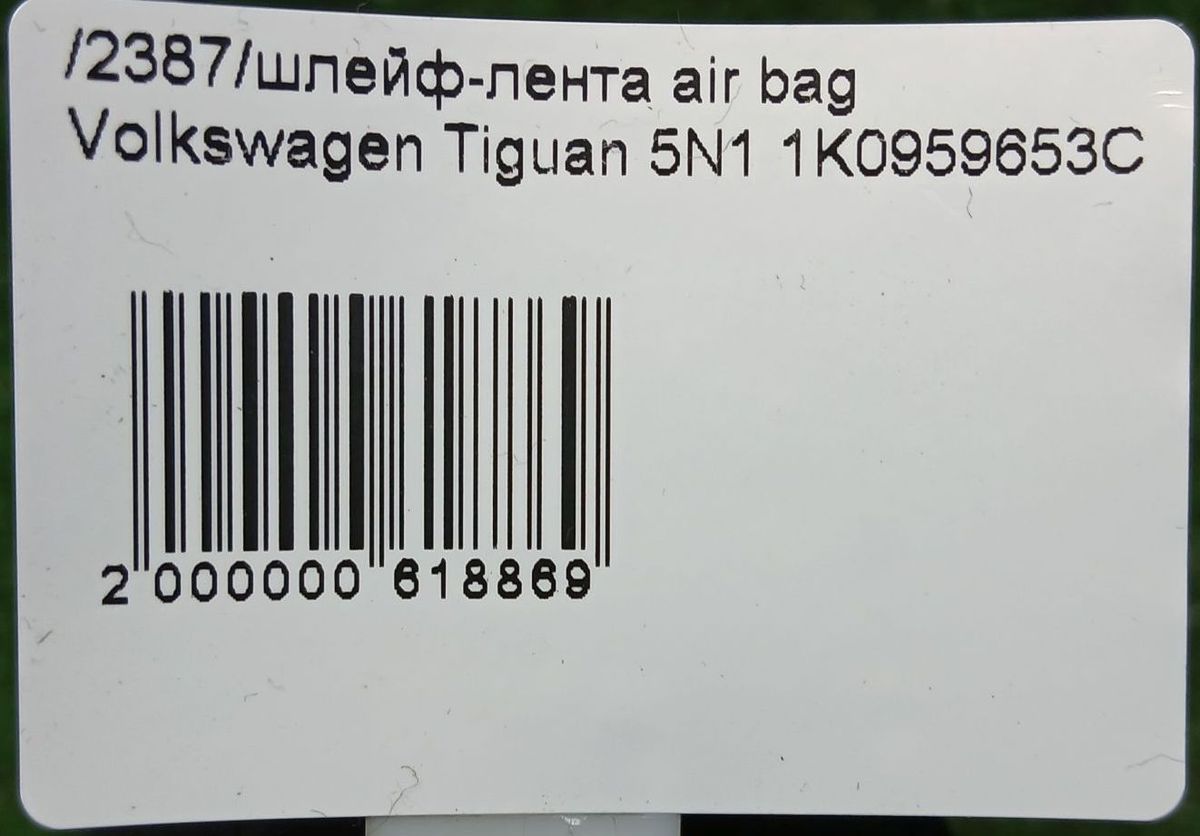 /2387/шлейф-лента air bag
Volkswagen Tiguan 5N1 1K0959653C
2 000000 618869